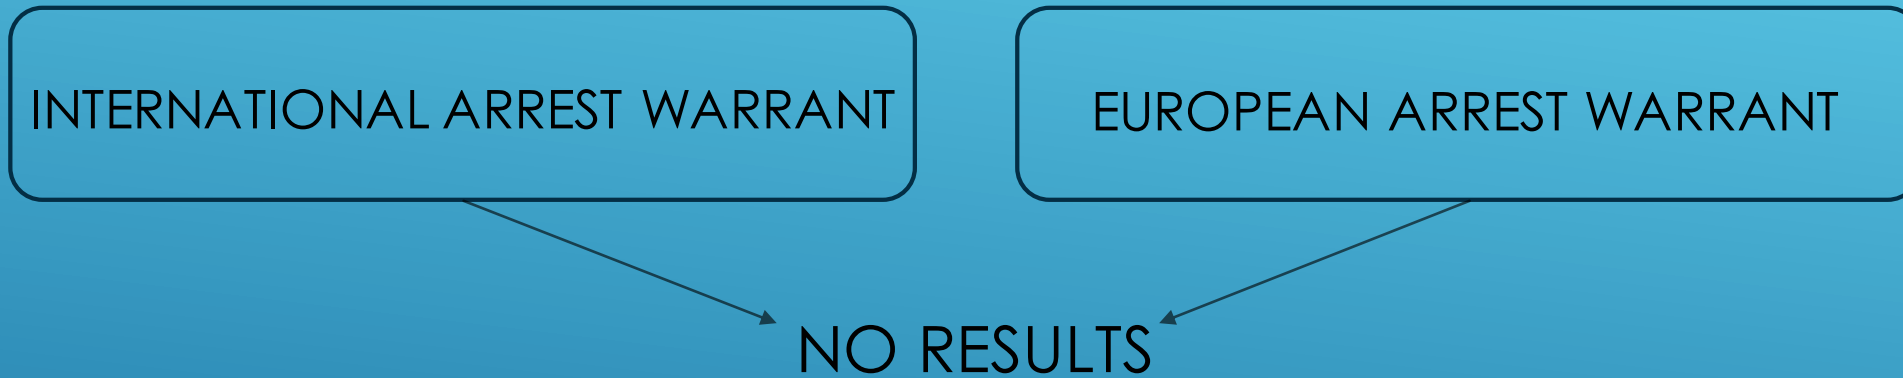 INTERNATIONAL ARREST WARRANT
EUROPEAN ARREST WARRANT
NO RESULTS